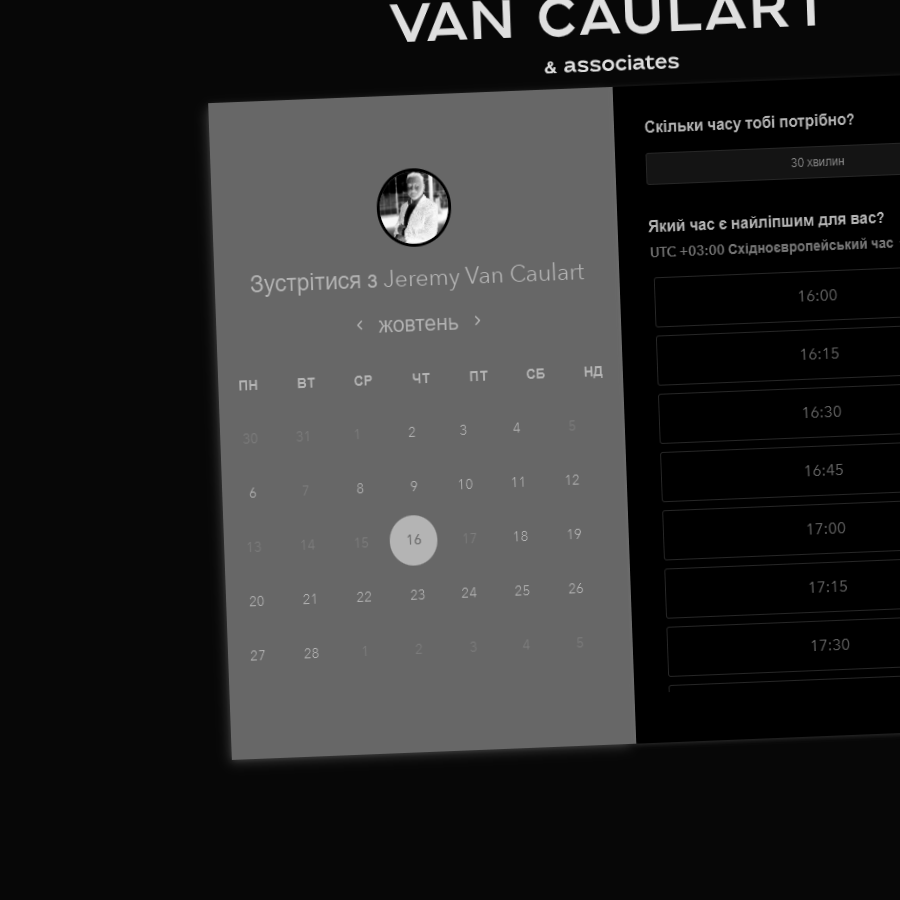 VAN CAULART
& associates
Зустрітися з Jeremy Van Caulart
‹ жовтень ›
ПН ВТ СР ЧТ ПТ СБ НД
30 31 1 2 3 4 5
6 7 8 9 10 11 12
13 14 15 16 17 18 19
20 21 22 23 24 25 26
27 28 1 2 3 4 5
Скільки часу тобі потрібно?
30 хвилин
Який час є найліпшим для вас?
UTC +03:00 Східноєвропейський час
16:00
16:15
16:30
16:45
17:00
17:15
17:30